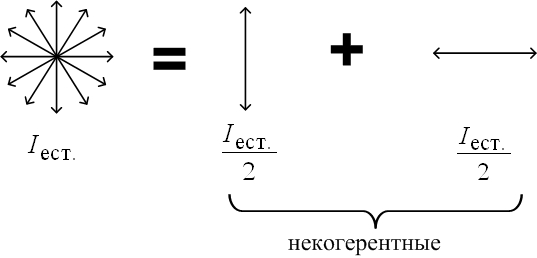 = +
I ест. I ест./2 I ест./2
некогерентные